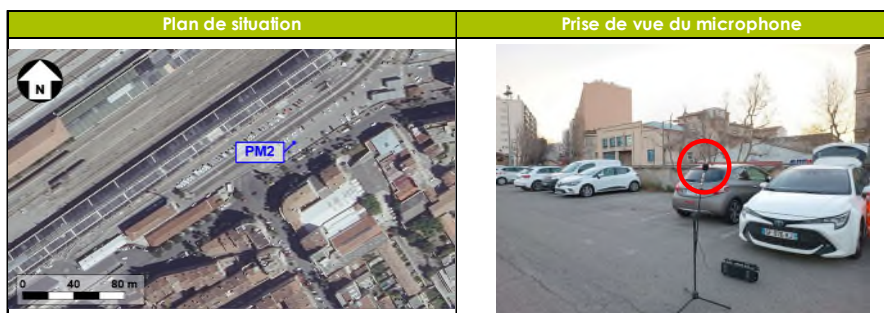 Plan de situation
Prise de vue du microphone
N
PM2
0 40 80 m